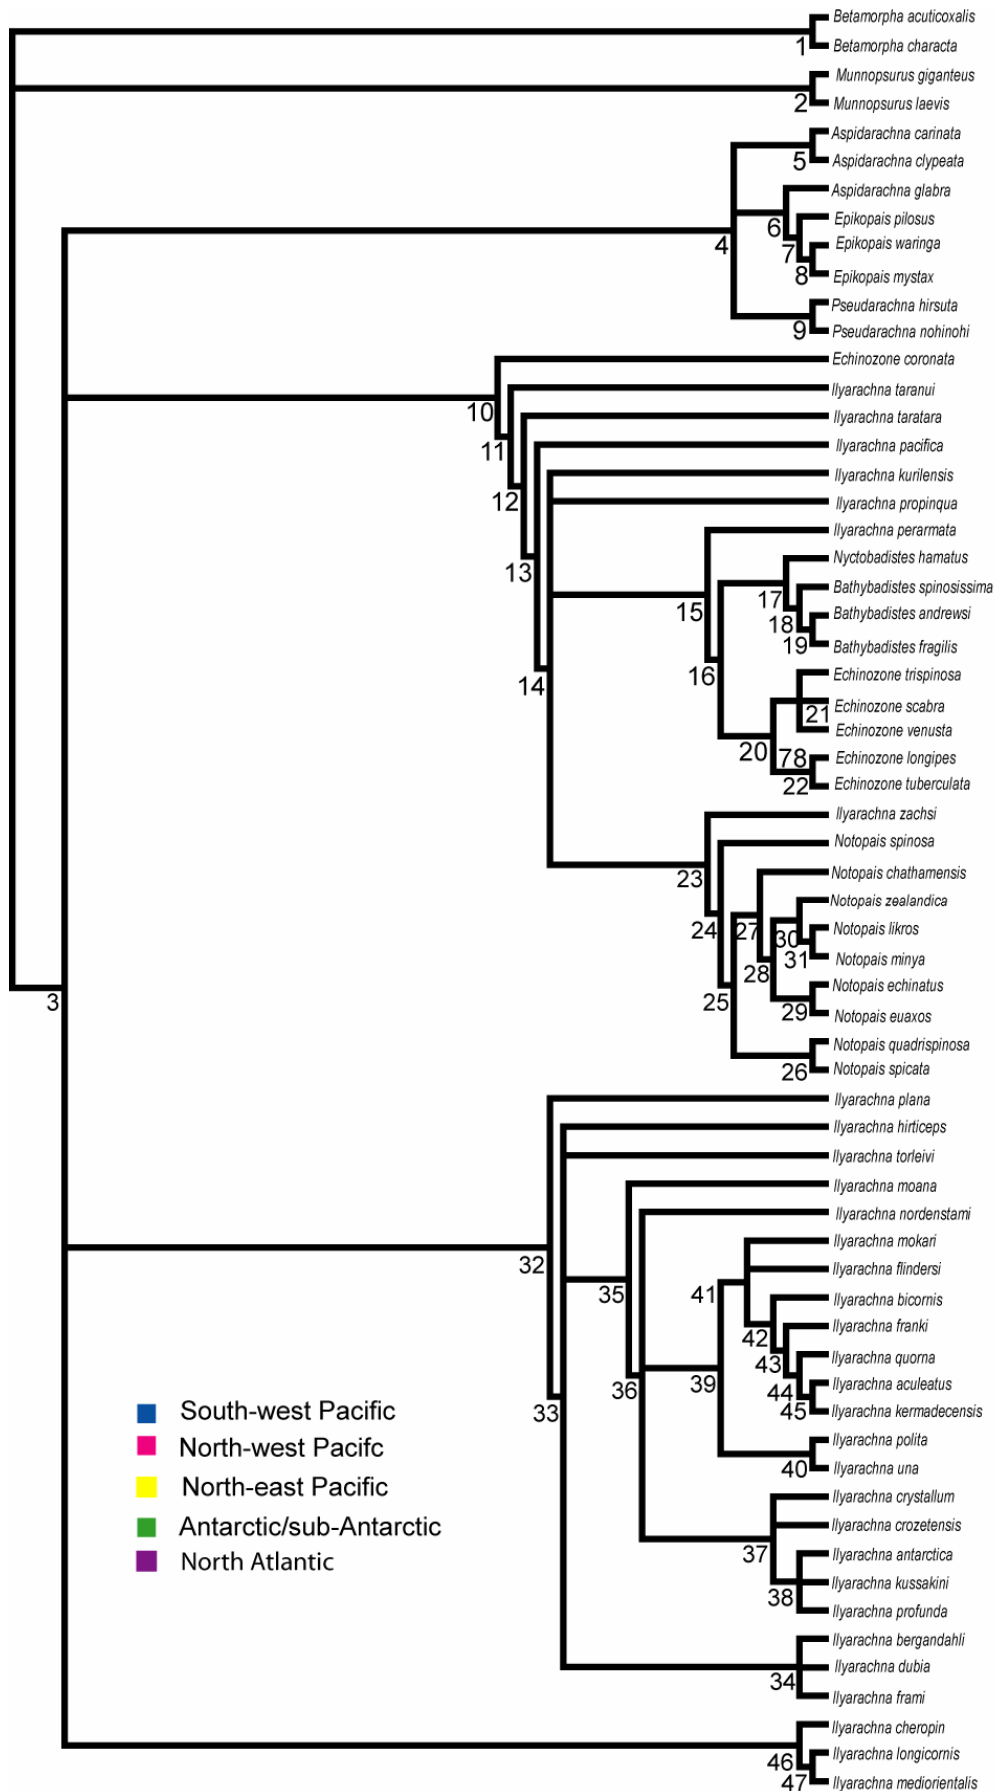 Betamorpha acuticoxalis
1
Betamorpha characta
Munnopsurus giganteus
2
Munnopsurus laevis
Aspidarachna carinata
5
Aspidarachna clypeata
Aspidarachna glabra
Epikopais pilosus
6
4
Epikopais waringa
7
8
Epikopais mystax
Pseudarachna hirsuta
9
Pseudarachna nohinohi
Echinozone coronata
Ilyarachna taranui
10
Ilyarachna taratara
11
Ilyarachna pacifica
Ilyarachna kurilensis
12
Ilyarachna propinqua
Ilyarachna perarmata
Nyctobadistes hamatus
13
Bathybadistes spinosissima
17
15
Bathybadistes andrewsi
18
19
Bathybadistes fragilis
Echinozone trispinosa
16
14
Echinozone scabra
21
Echinozone venusta
20
78
Echinozone longipes
22
Echinozone tuberculata
Ilyarachna zachsi
Notopais spinosa
Notopais chathamensis
23
Notopais zealandica
Notopais likros
24
27
30
31
Notopais minya
28
Notopais echinatus
3
25
29
Notopais euaxos
Notopais quadrispinosa
26
Notopais spicata
Ilyarachna plana
Ilyarachna hirticeps
Ilyarachna torleivi
Ilyarachna moana
Ilyarachna nordenstami
Ilyarachna mokari
32
Ilyarachna flindersi
35
41
Ilyarachna bicornis
Ilyarachna franki
42
43
Ilyarachna quorna
36
39
Ilyarachna aculeatus
44
33
45
Ilyarachna kermadecensis
South-west Pacific
Ilyarachna polita
North-west Pacifc
40
Ilyarachna una
North-east Pacific
Ilyarachna crystallum
Antarctic/sub-Antarctic
Ilyarachna crozetensis
37
Ilyarachna antarctica
North Atlantic
Ilyarachna kussakini
38
Ilyarachna profunda
Ilyarachna bergandahli
Ilyarachna dubia
34
Ilyarachna frami
Ilyarachna cheropin
Ilyarachna longicornis
46
47
Ilyarachna mediorientalis